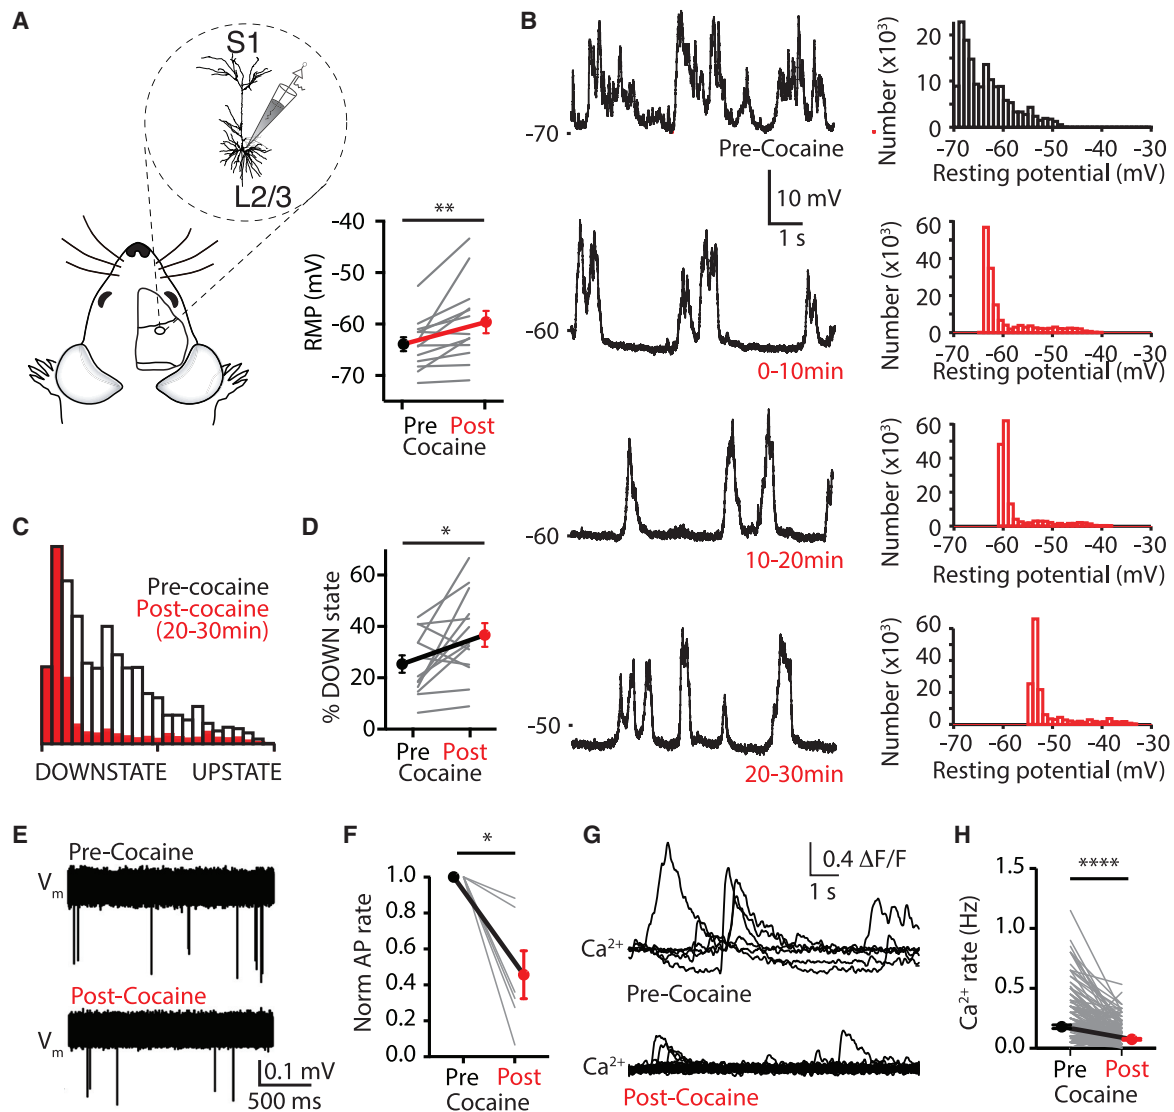 A
S1
L2/3
**
-40
-50
-60
-70
RMP (mV)
Pre Post
Cocaine
B
-70
Pre-Cocaine
10 mV
1 s
-60
0-10min
-60
10-20min
-50
20-30min
Number (x10³)
20
10
0
-70 -60 -50 -40 -30
Resting potential (mV)
Number (x10³)
60
40
20
0
-70 -60 -50 -40 -30
Resting potential (mV)
Number (x10³)
60
40
20
0
-70 -60 -50 -40 -30
Resting potential (mV)
Number (x10³)
60
40
20
0
-70 -60 -50 -40 -30
Resting potential (mV)
C
Pre-cocaine
Post-cocaine
(20-30min)
DOWNSTATE UPSTATE
D
*
60
40
20
0
% DOWN state
Pre Post
Cocaine
E
Pre-Cocaine
Vm
Post-Cocaine
Vm
0.1 mV
500 ms
F
*
1.0
0.8
0.6
0.4
0.2
0.0
Norm AP rate
Pre Post
Cocaine
G
0.4 ΔF/F
1 s
Ca²⁺
Pre-Cocaine
Ca²⁺
Post-Cocaine
H
****
1.5
1.0
0.5
0.0
Ca²⁺ rate (Hz)
Pre Post
Cocaine